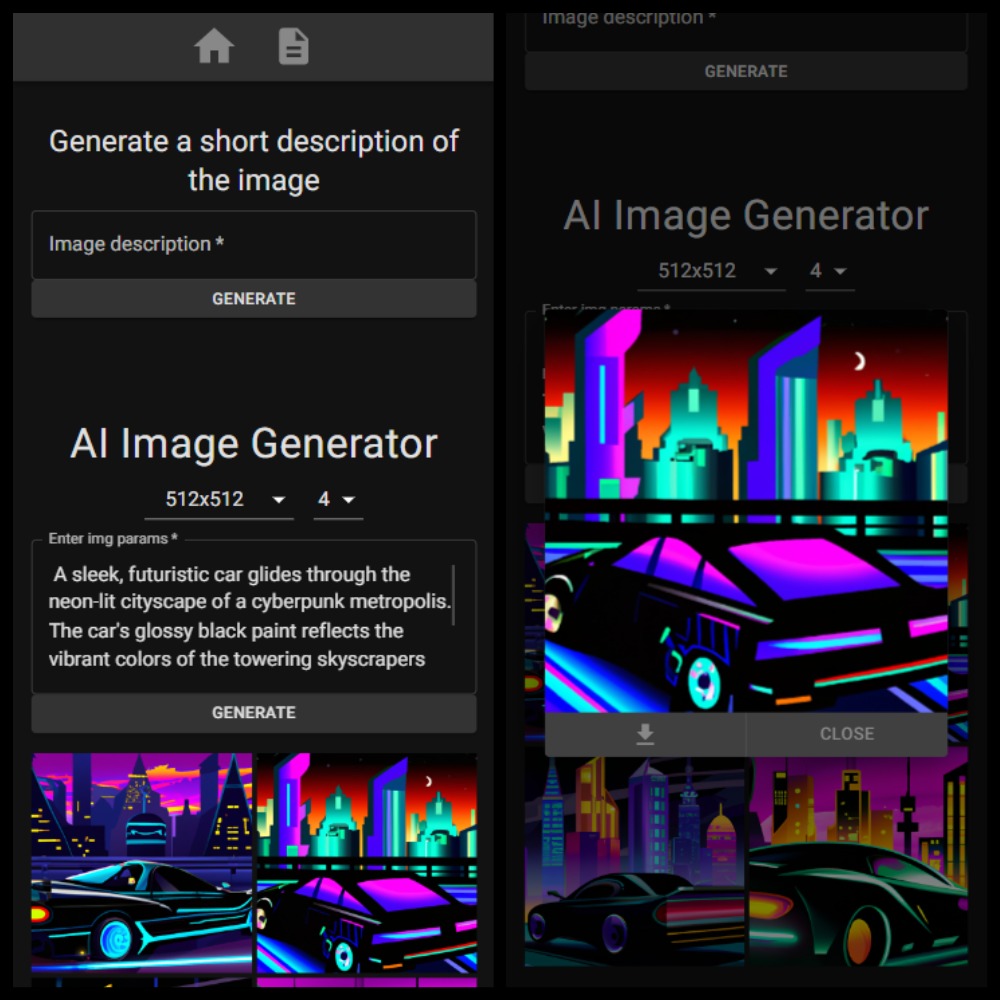 Generate a short description of
the image
Image description *
GENERATE
AI Image Generator
512x512
4
Enter img params *
A sleek, futuristic car glides through the
neon-lit cityscape of a cyberpunk metropolis.
The car's glossy black paint reflects the
vibrant colors of the towering skyscrapers
GENERATE
Image description *
GENERATE
AI Image Generator
512x512
4
Enter img params *
CLOSE